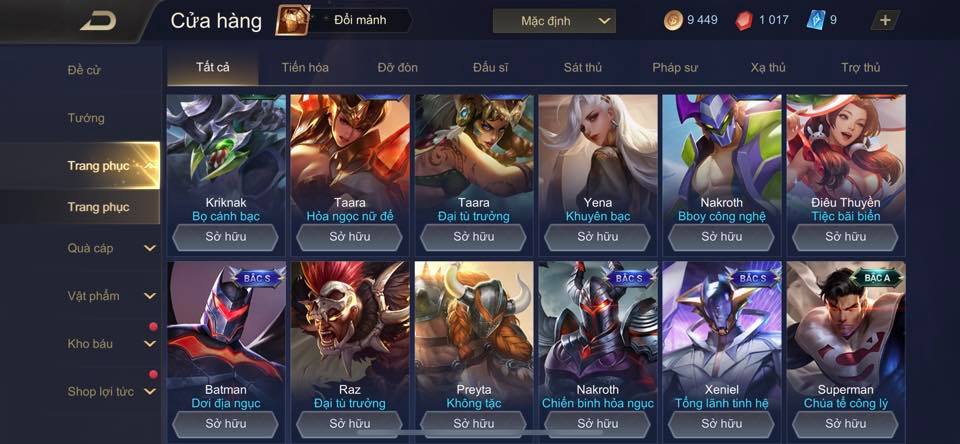 Cửa hàng
Đổi mảnh
Mặc định
9 449
1 017
9
Đề cử
Tướng
Trang phục
Trang phục
Quà cáp
Vật phẩm
Kho báu
Shop lợi tức
Tất cả
Tiến hóa
Đỡ đòn
Đấu sĩ
Sát thủ
Pháp sư
Xạ thủ
Trợ thủ
Kriknak
Bọ cánh bạc
Sở hữu
Taara
Hỏa ngọc nữ đế
Sở hữu
Taara
Đại tù trưởng
Sở hữu
Yena
Khuyên bạc
Sở hữu
Nakroth
Bboy công nghệ
Sở hữu
Điêu Thuyền
Tiệc bãi biển
Sở hữu
BẬC S
Batman
Dơi địa ngục
Sở hữu
Raz
Đại tù trưởng
Sở hữu
Preyta
Không tặc
Sở hữu
BẬC S
Nakroth
Chiến binh hỏa ngục
Sở hữu
BẬC S
Xeniel
Tổng lãnh tinh hệ
Sở hữu
BẬC A
Superman
Chúa tể công lý
Sở hữu